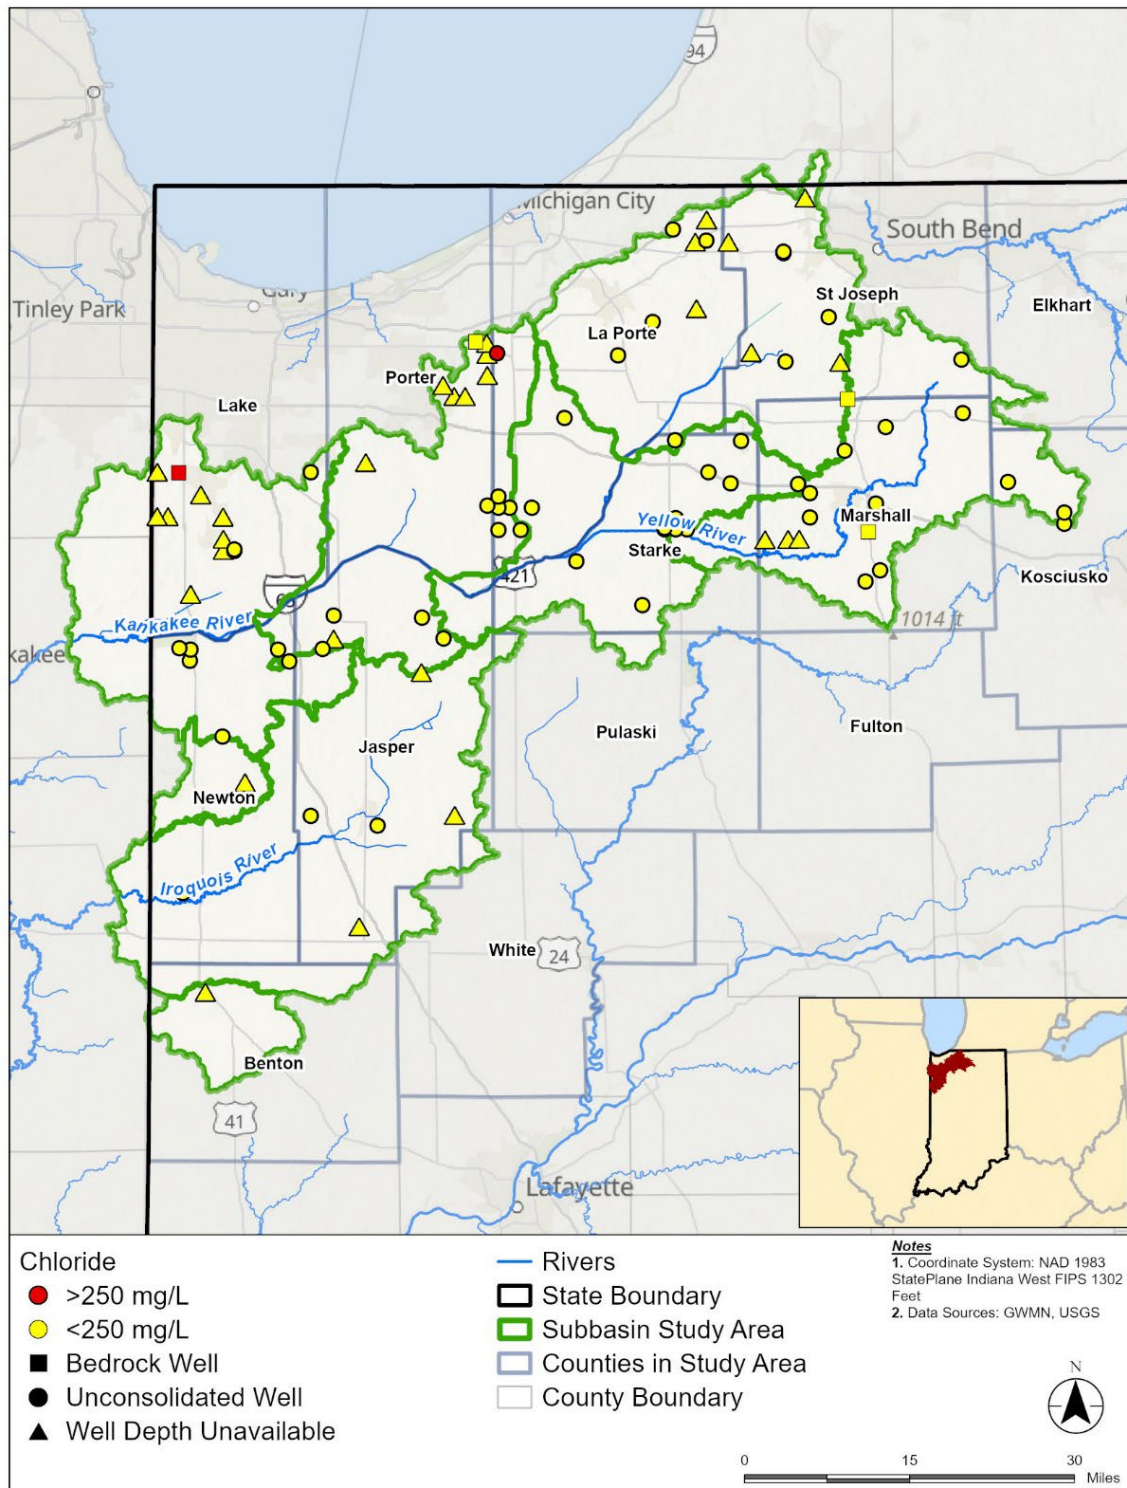 94
Michigan City
South Bend
Gary
Tinley Park
St Joseph
Elkhart
La Porte
Porter
Lake
Yellow River
Marshall
Starke
421
Kosciusko
65
Kankakee River
1014 ft
kakee
Pulaski
Fulton
Jasper
Newton
Iroquois River
White
24
Benton
41
Lafayette
Chloride
>250 mg/L
<250 mg/L
Bedrock Well
Unconsolidated Well
Well Depth Unavailable
Rivers
State Boundary
Subbasin Study Area
Counties in Study Area
County Boundary
Notes
1. Coordinate System: NAD 1983
StatePlane Indiana West FIPS 1302
Feet
2. Data Sources: GWMN, USGS
N
0 15 30
Miles